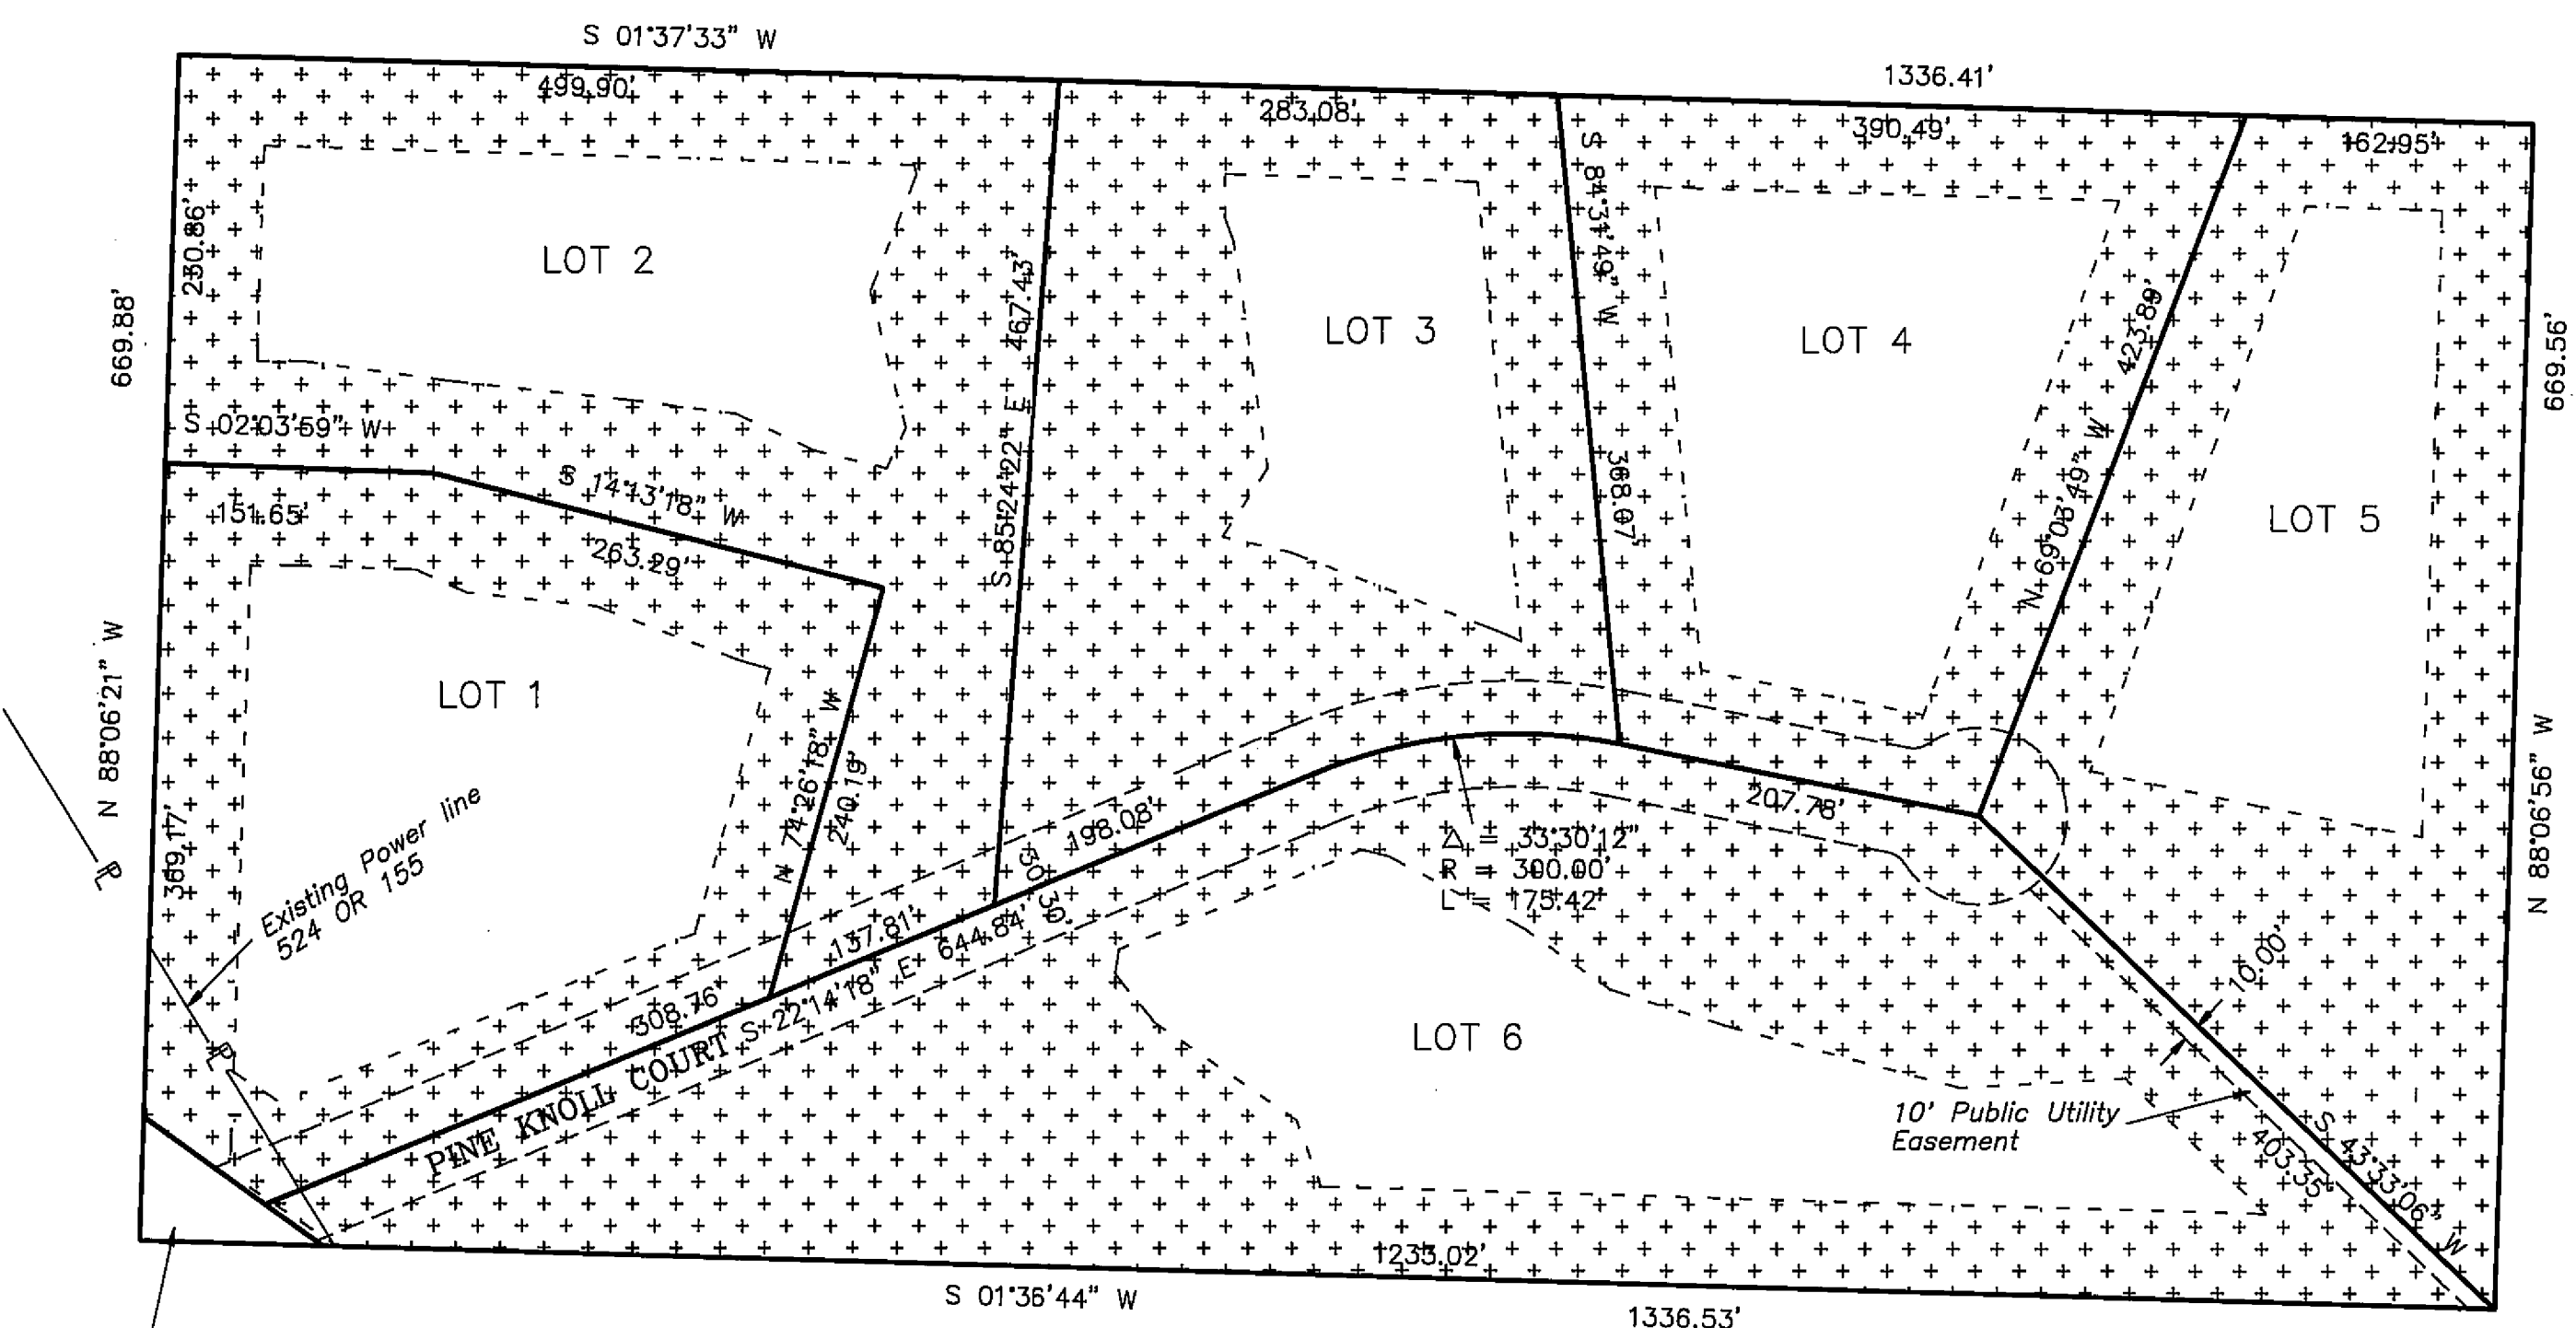 S 01°37'33" W
1336.41'
499.90'
283.08'
390.49'
162.95'
230.86'
669.88'
LOT 2
S 85°24'22" E 467.43'
LOT 3
S 84°31'49" W
368.07'
LOT 4
423.89'
N 69°03'49" W
669.56'
LOT 5
S 02°03'59" W
151.65'
S 14°13'18" W
263.29'
N 88°06'21" W
369.17'
LOT 1
N 74°26'18" W
240.19'
Existing Power line
524 OR 155
198.08'
30'
30'
137.81'
308.76'
PINE KNOLL COURT S 22°14'18" E 644.84'
Δ = 33°30'12"
R = 300.00'
L = 175.42'
207.78'
N 88°06'56" W
LOT 6
10.00'
10' Public Utility
Easement
S 43°33'06" W
403.35'
1233.02'
S 01°36'44" W
1336.53'